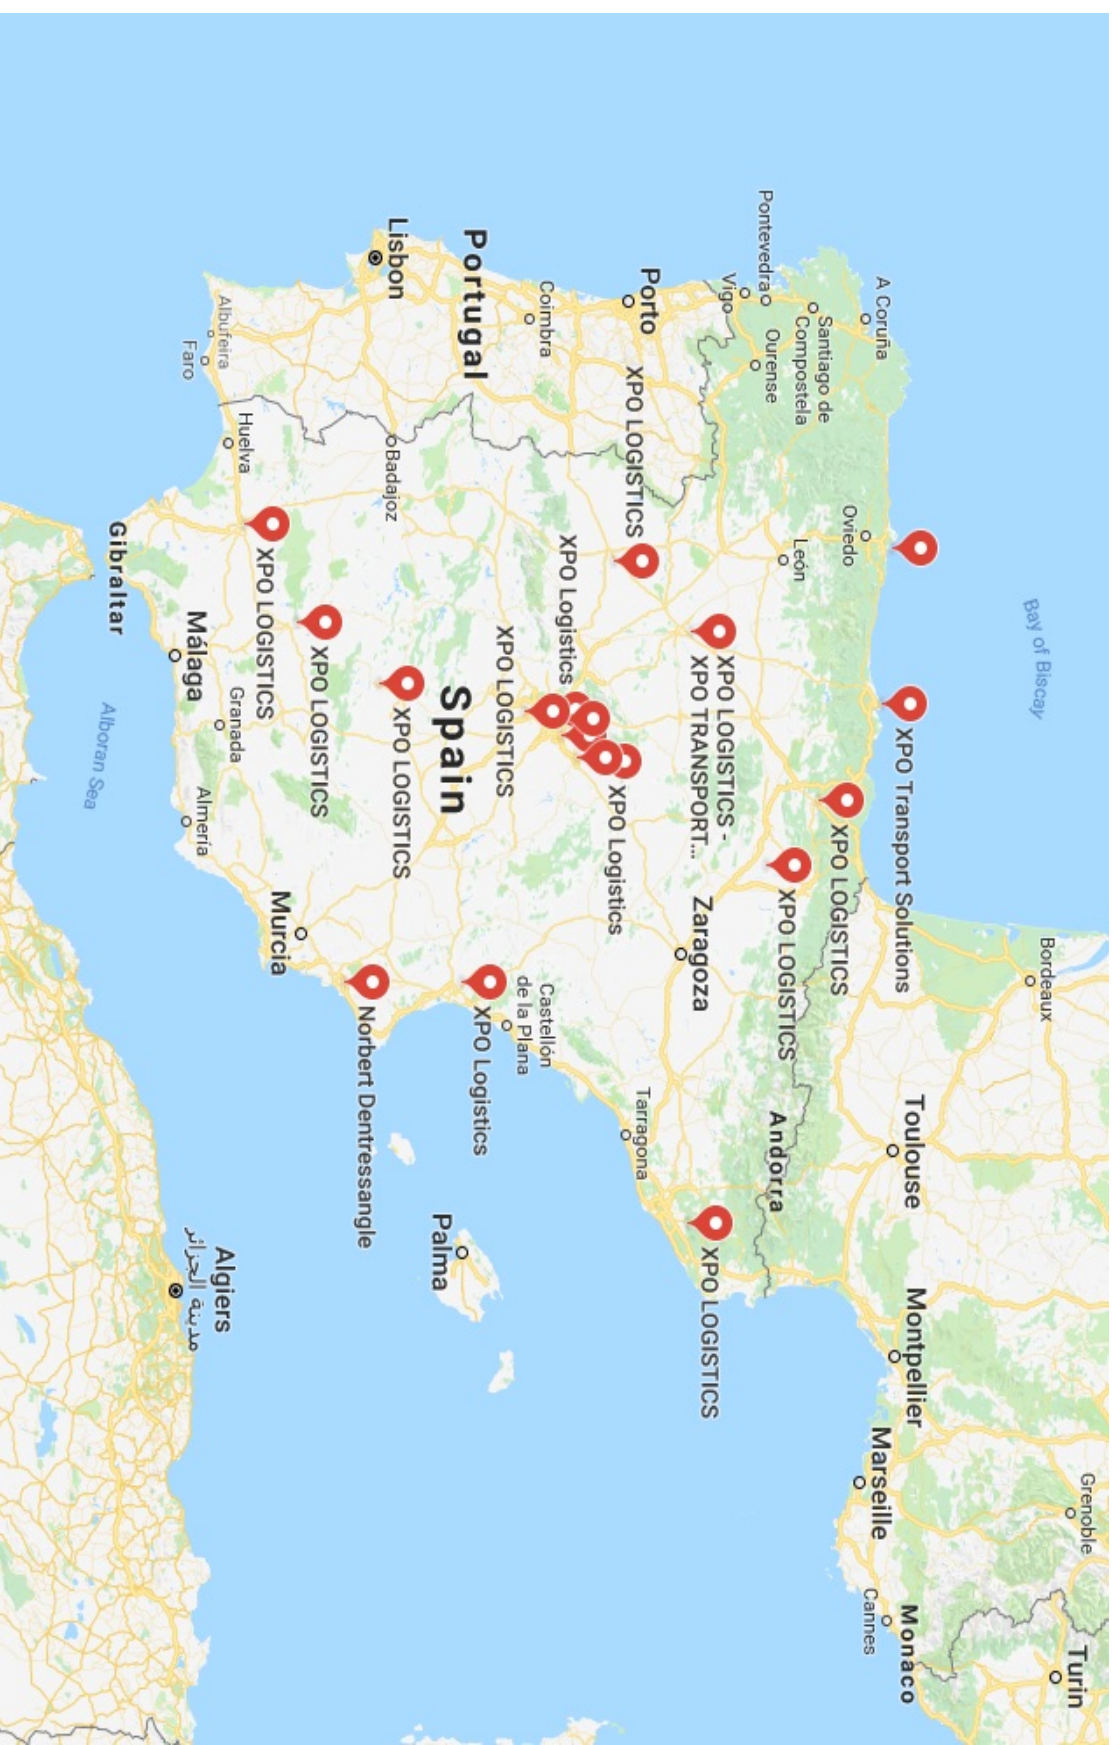 Bay of Biscay
Bordeaux
Grenoble
Turin
A Coruña
Santiago de
Compostela
Oviedo
XPO Transport Solutions
Toulouse
Montpellier
Marseille
Cannes
Monaco
Pontevedra
Vigo
Ourense
León
XPO LOGISTICS
XPO LOGISTICS
Andorra
Porto
XPO LOGISTICS
XPO LOGISTICS -
XPO TRANSPORT...
Zaragoza
XPO LOGISTICS
Coimbra
XPO Logistics
XPO Logistics
Tarragona
Portugal
XPO LOGISTICS
Castellón
de la Plana
Spain
XPO Logistics
Palma
Lisbon
Badajoz
XPO LOGISTICS
Norbert Dentressangle
XPO LOGISTICS
Murcia
Albufeira
Faro
Huelva
XPO LOGISTICS
Granada
Málaga
Almería
Algiers
مدينة الجزائر
Gibraltar
Alboran Sea